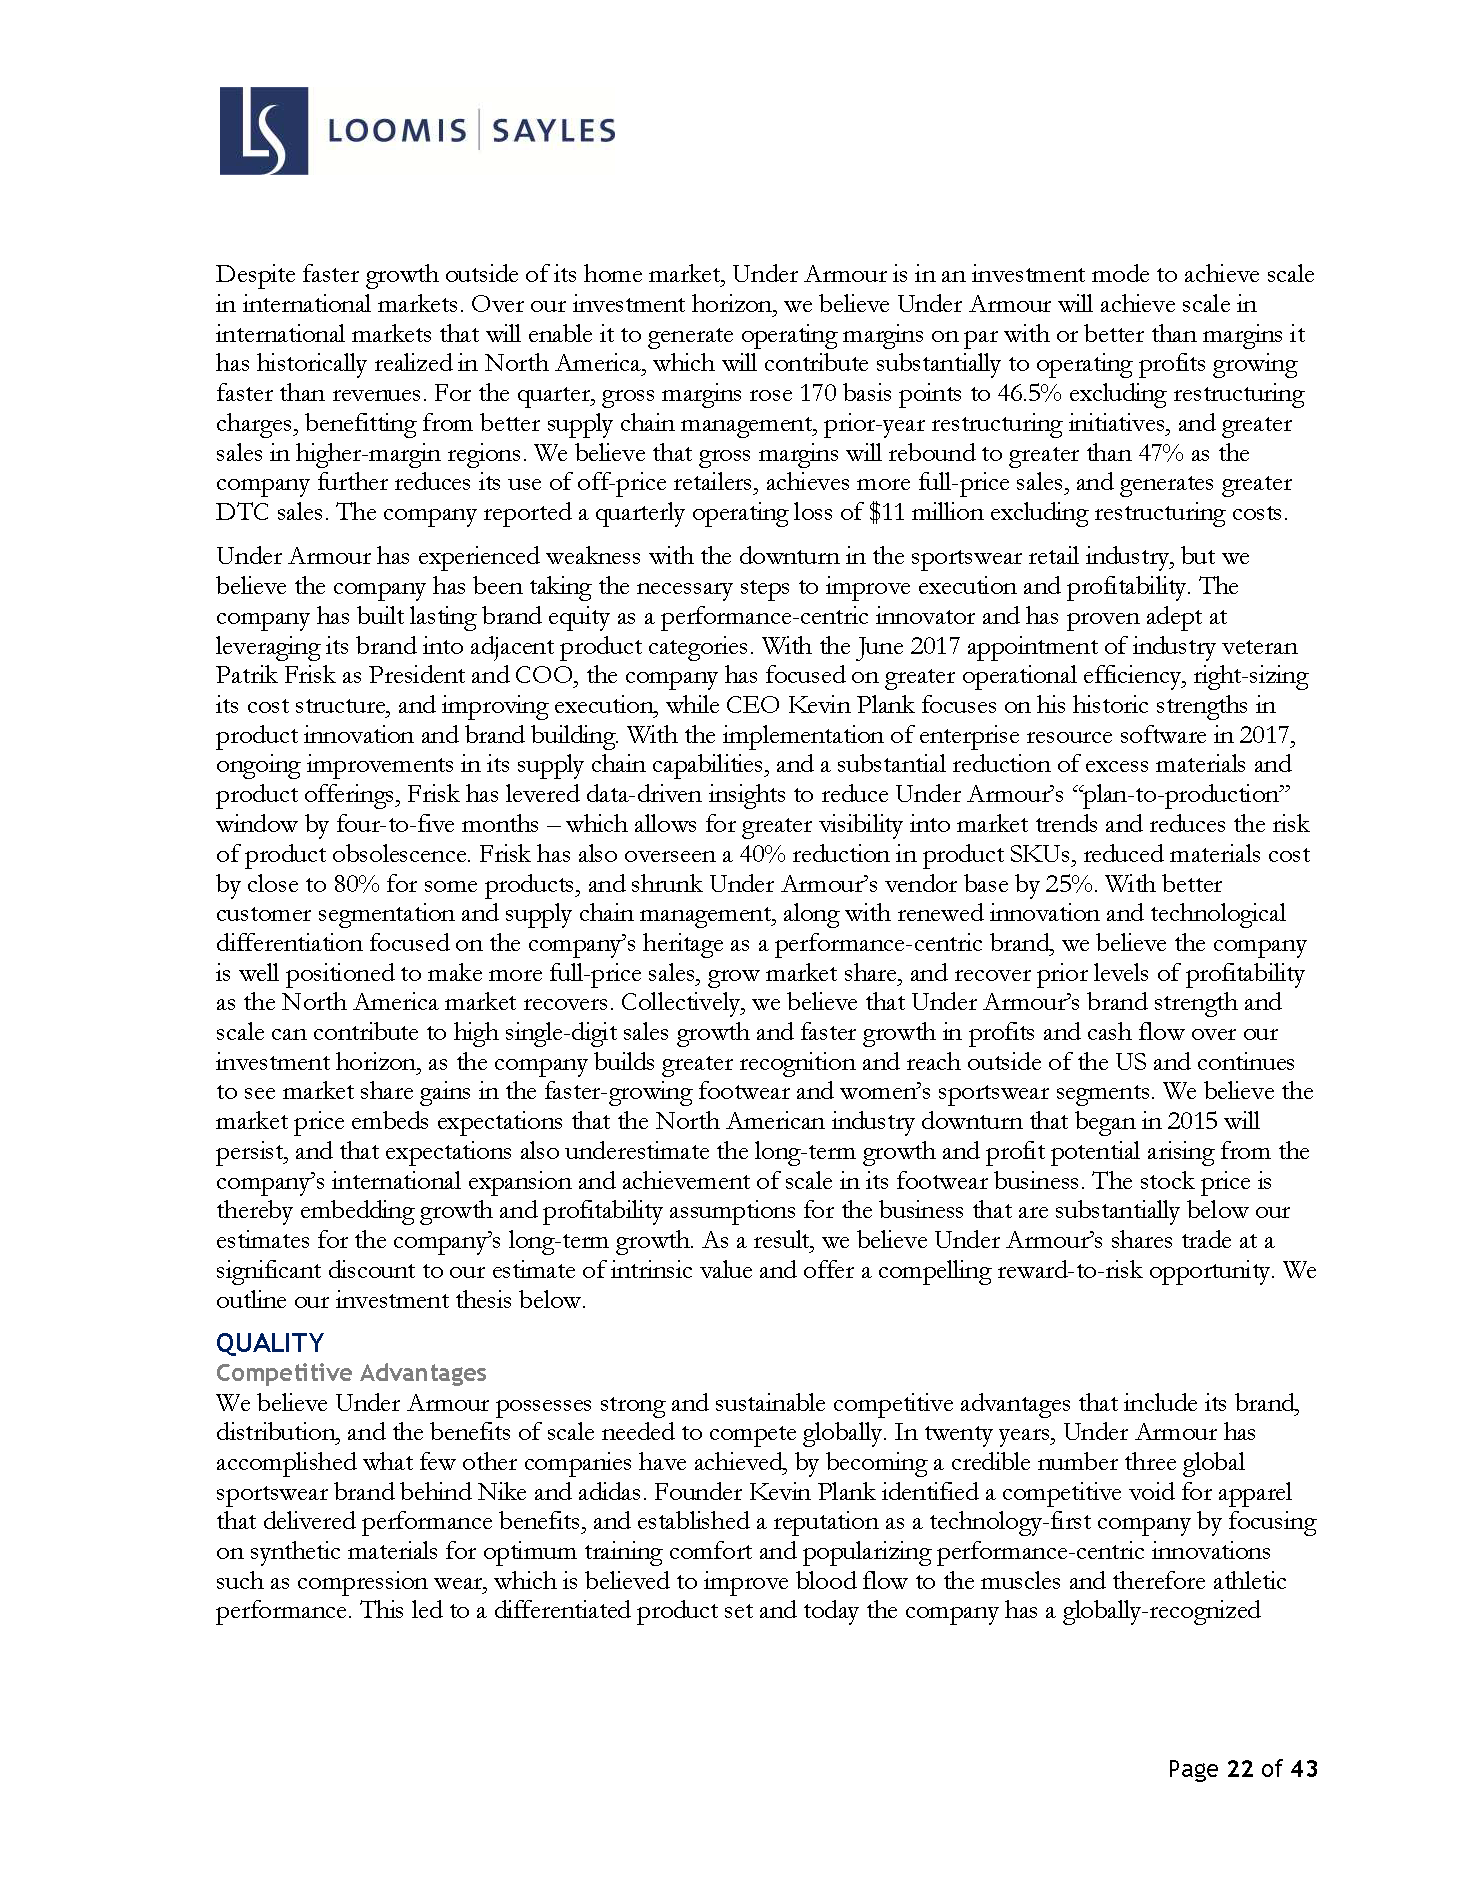 LS LOOMIS | SAYLES
Despite faster growth outside of its home market, Under Armour is in an investment mode to achieve scale
in international markets. Over our investment horizon, we believe Under Armour will achieve scale in
international markets that will enable it to generate operating margins on par with or better than margins it
has historically realized in North America, which will contribute substantially to operating profits growing
faster than revenues. For the quarter, gross margins rose 170 basis points to 46.5% excluding restructuring
charges, benefitting from better supply chain management, prior-year restructuring initiatives, and greater
sales in higher-margin regions. We believe that gross margins will rebound to greater than 47% as the
company further reduces its use of off-price retailers, achieves more full-price sales, and generates greater
DTC sales. The company reported a quarterly operating loss of $11 million excluding restructuring costs.
Under Armour has experienced weakness with the downturn in the sportswear retail industry, but we
believe the company has been taking the necessary steps to improve execution and profitability. The
company has built lasting brand equity as a performance-centric innovator and has proven adept at
leveraging its brand into adjacent product categories. With the June 2017 appointment of industry veteran
Patrik Frisk as President and COO, the company has focused on greater operational efficiency, right-sizing
its cost structure, and improving execution, while CEO Kevin Plank focuses on his historic strengths in
product innovation and brand building. With the implementation of enterprise resource software in 2017,
ongoing improvements in its supply chain capabilities, and a substantial reduction of excess materials and
product offerings, Frisk has levered data-driven insights to reduce Under Armour’s “plan-to-production”
window by four-to-five months – which allows for greater visibility into market trends and reduces the risk
of product obsolescence. Frisk has also overseen a 40% reduction in product SKUs, reduced materials cost
by close to 80% for some products, and shrunk Under Armour’s vendor base by 25%. With better
customer segmentation and supply chain management, along with renewed innovation and technological
differentiation focused on the company’s heritage as a performance-centric brand, we believe the company
is well positioned to make more full-price sales, grow market share, and recover prior levels of profitability
as the North America market recovers. Collectively, we believe that Under Armour’s brand strength and
scale can contribute to high single-digit sales growth and faster growth in profits and cash flow over our
investment horizon, as the company builds greater recognition and reach outside of the US and continues
to see market share gains in the faster-growing footwear and women’s sportswear segments. We believe the
market price embeds expectations that the North American industry downturn that began in 2015 will
persist, and that expectations also underestimate the long-term growth and profit potential arising from the
company’s international expansion and achievement of scale in its footwear business. The stock price is
thereby embedding growth and profitability assumptions for the business that are substantially below our
estimates for the company’s long-term growth. As a result, we believe Under Armour’s shares trade at a
significant discount to our estimate of intrinsic value and offer a compelling reward-to-risk opportunity. We
outline our investment thesis below.
QUALITY
Competitive Advantages
We believe Under Armour possesses strong and sustainable competitive advantages that include its brand,
distribution, and the benefits of scale needed to compete globally. In twenty years, Under Armour has
accomplished what few other companies have achieved, by becoming a credible number three global
sportswear brand behind Nike and adidas. Founder Kevin Plank identified a competitive void for apparel
that delivered performance benefits, and established a reputation as a technology-first company by focusing
on synthetic materials for optimum training comfort and popularizing performance-centric innovations
such as compression wear, which is believed to improve blood flow to the muscles and therefore athletic
performance. This led to a differentiated product set and today the company has a globally-recognized
Page 22 of 43